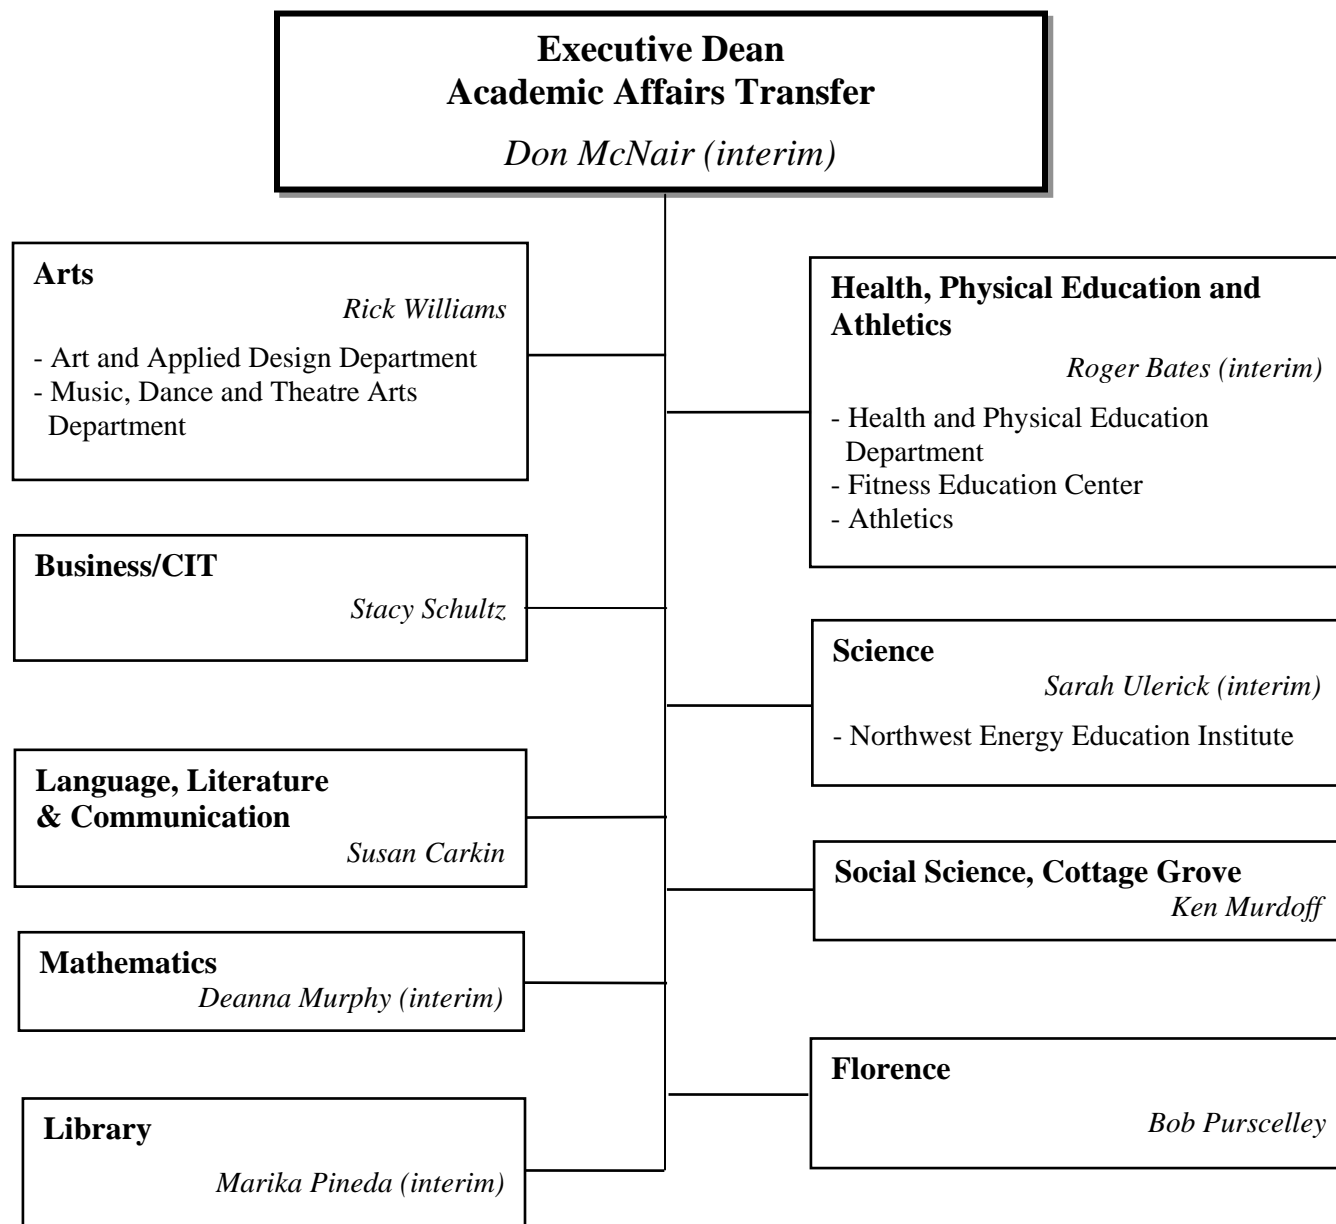 Executive Dean
Academic Affairs Transfer
Don McNair (interim)
Arts
Rick Williams
- Art and Applied Design Department
- Music, Dance and Theatre Arts
Department
Business/CIT
Stacy Schultz
Language, Literature
& Communication
Susan Carkin
Mathematics
Deanna Murphy (interim)
Library
Marika Pineda (interim)
Health, Physical Education and
Athletics
Roger Bates (interim)
- Health and Physical Education
Department
- Fitness Education Center
- Athletics
Science
Sarah Ulerick (interim)
- Northwest Energy Education Institute
Social Science, Cottage Grove
Ken Murdoff
Florence
Bob Purscelley